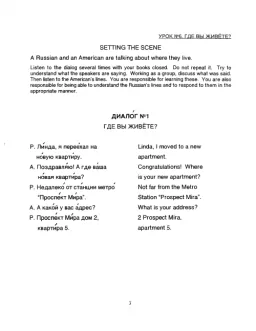 УРОК №5, ГДЕ ВЫ ЖИВЁТЕ?
SETTING THE SCENE
A Russian and an American are talking about where they live.
Listen to the dialog several times with your books closed. Do not repeat it. Try to
understand what the speakers are saying. Working as a group, discuss what was said.
Then listen to the American's lines. You are responsible for learning these. You are also
responsible for being able to understand the Russian's lines and to respond to them in the
appropriate manner.
ДИАЛО́Г №1
ГДЕ ВЫ ЖИВЁТЕ?
Р. Ли́нда, я перее́хал на Linda, I moved to a new
но́вую кварти́ру. apartment.
А. Поздравля́ю! А где ва́ша Congratulations! Where
но́вая кварти́ра? is your new apartment?
Р. Недалеко́ от ста́нции метро́ Not far from the Metro
"Проспе́кт Ми́ра". Station "Prospect Mira".
А. А како́й у вас а́дрес? What is your address?
Р. Проспе́кт Ми́ра дом 2, 2 Prospect Mira,
кварти́ра 5. apartment 5.